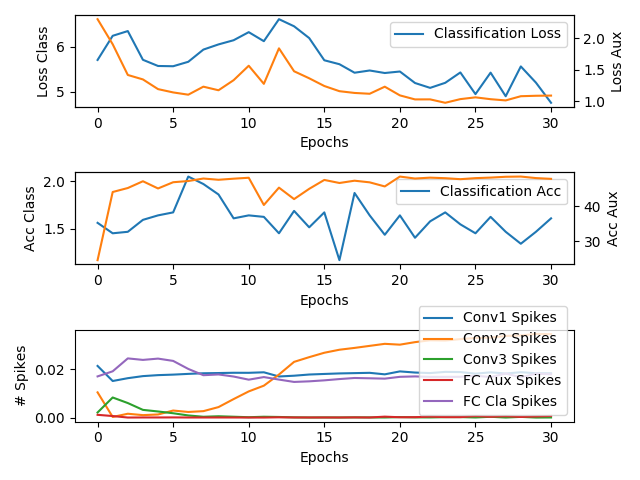 Classification Loss
Loss Class
Loss Aux
6
5
2.0
1.5
1.0
0 5 10 15 20 25 30
Epochs
Classification Acc
Acc Class
Acc Aux
2.0
1.5
40
30
0 5 10 15 20 25 30
Epochs
Conv1 Spikes
Conv2 Spikes
Conv3 Spikes
FC Aux Spikes
FC Cla Spikes
# Spikes
0.02
0.00
0 5 10 15 20 25 30
Epochs